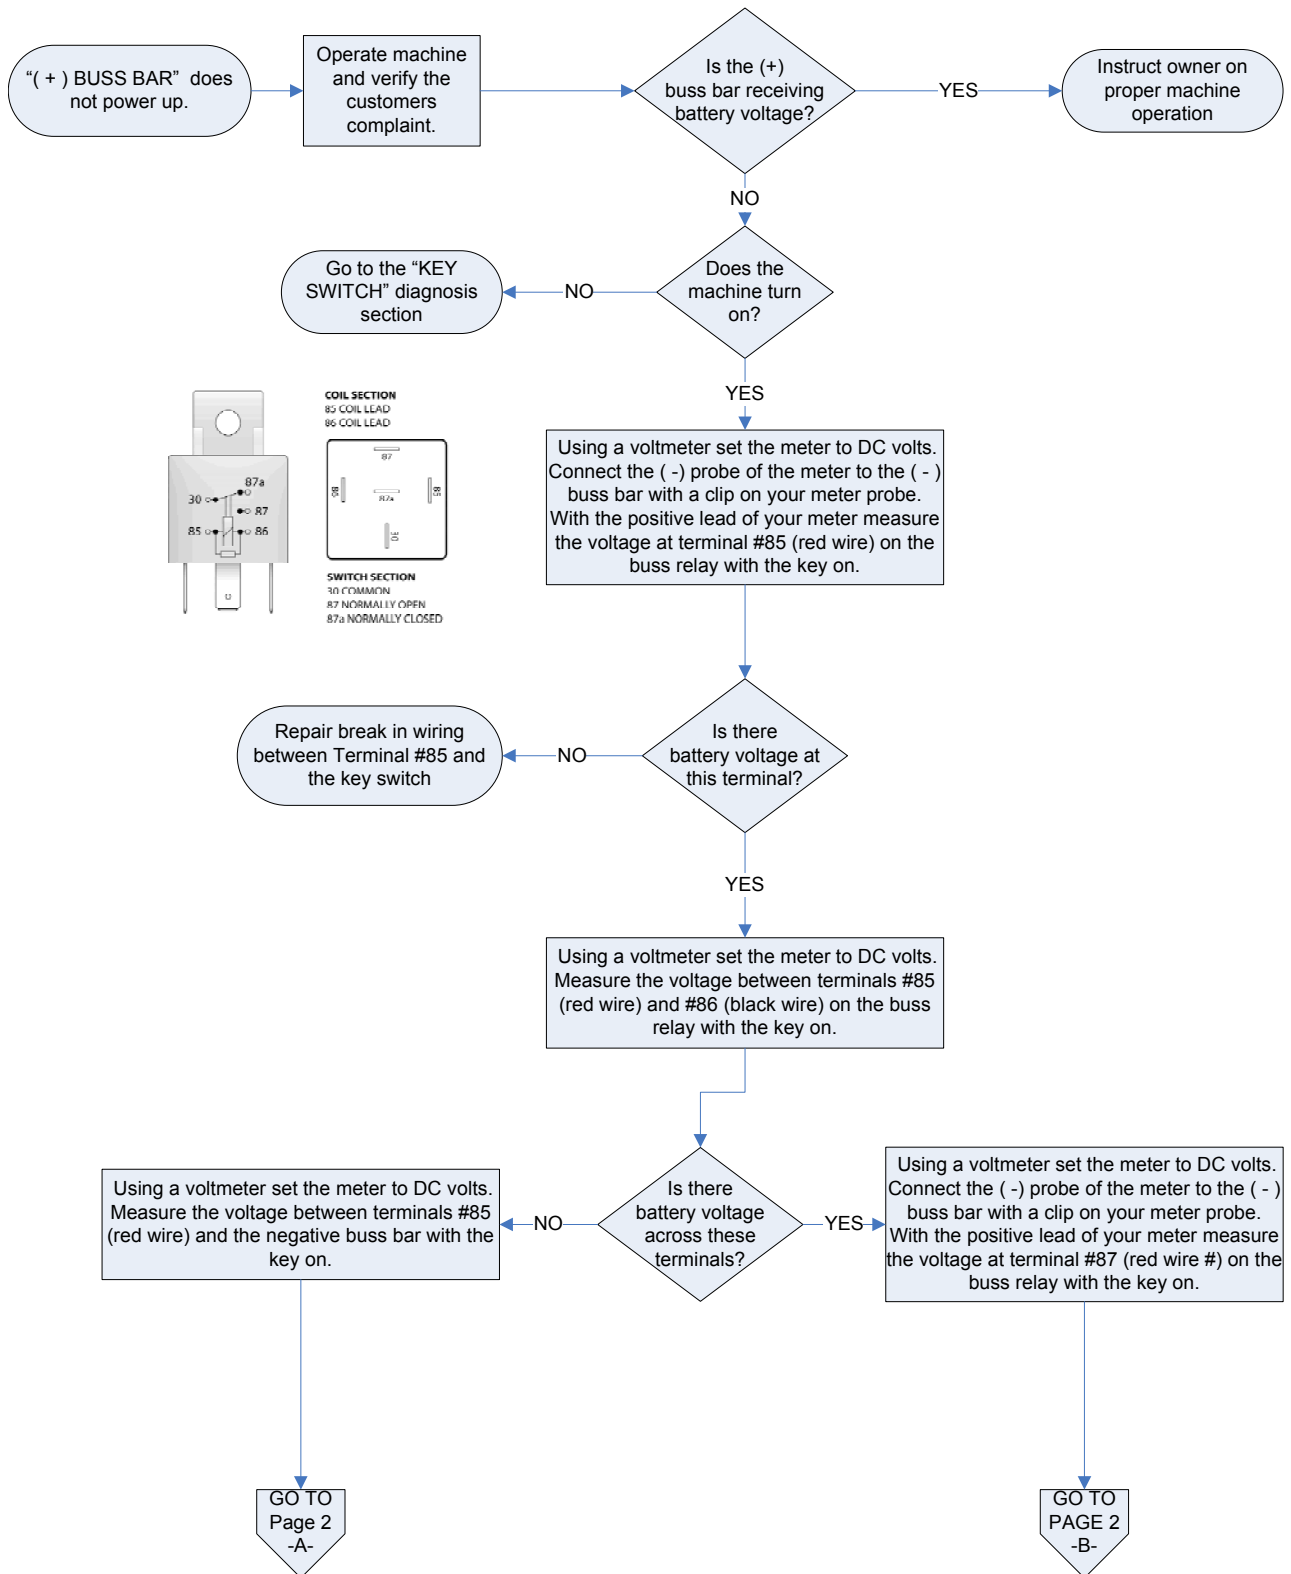 "( + ) BUSS BAR" does
not power up.
Operate machine
and verify the
customers
complaint.
Is the (+)
buss bar receiving
battery voltage?
YES
Instruct owner on
proper machine
operation
NO
Does the
machine turn
on?
NO
Go to the "KEY
SWITCH" diagnosis
section
YES
87a
30
87
85
86
COIL SECTION
85 COIL LEAD
86 COIL LEAD
87
86
87a
85
30
SWITCH SECTION
30 COMMON
87 NORMALLY OPEN
87a NORMALLY CLOSED
Using a voltmeter set the meter to DC volts.
Connect the ( -) probe of the meter to the ( - )
buss bar with a clip on your meter probe.
With the positive lead of your meter measure
the voltage at terminal #85 (red wire) on the
buss relay with the key on.
Is there
battery voltage at
this terminal?
NO
Repair break in wiring
between Terminal #85 and
the key switch
YES
Using a voltmeter set the meter to DC volts.
Measure the voltage between terminals #85
(red wire) and #86 (black wire) on the buss
relay with the key on.
Is there
battery voltage
across these
terminals?
NO
YES
Using a voltmeter set the meter to DC volts.
Measure the voltage between terminals #85
(red wire) and the negative buss bar with the
key on.
Using a voltmeter set the meter to DC volts.
Connect the ( -) probe of the meter to the ( - )
buss bar with a clip on your meter probe.
With the positive lead of your meter measure
the voltage at terminal #87 (red wire #) on the
buss relay with the key on.
GO TO
Page 2
-A-
GO TO
PAGE 2
-B-